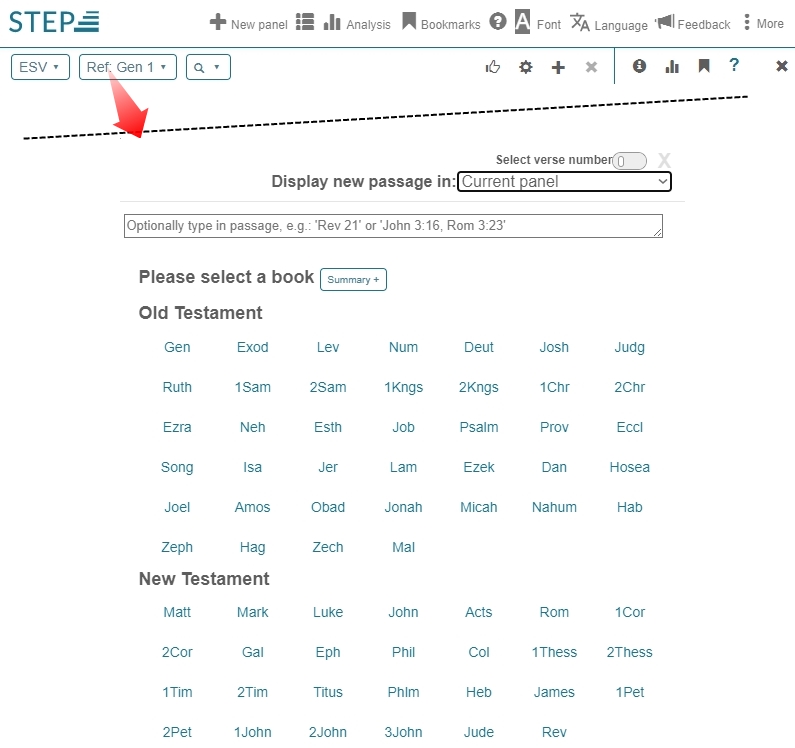 STEP New panel Analysis Bookmarks ? A Font Language Feedback More
ESV Ref: Gen 1 ?
Select verse number X
Display new passage in: Current panel
Optionally type in passage, e.g.: 'Rev 21' or 'John 3:16, Rom 3:23'
Please select a book Summary +
Old Testament
Gen Exod Lev Num Deut Josh Judg
Ruth 1Sam 2Sam 1Kngs 2Kngs 1Chr 2Chr
Ezra Neh Esth Job Psalm Prov Eccl
Song Isa Jer Lam Ezek Dan Hosea
Joel Amos Obad Jonah Micah Nahum Hab
Zeph Hag Zech Mal
New Testament
Matt Mark Luke John Acts Rom 1Cor
2Cor Gal Eph Phil Col 1Thess 2Thess
1Tim 2Tim Titus Phlm Heb James 1Pet
2Pet 1John 2John 3John Jude Rev